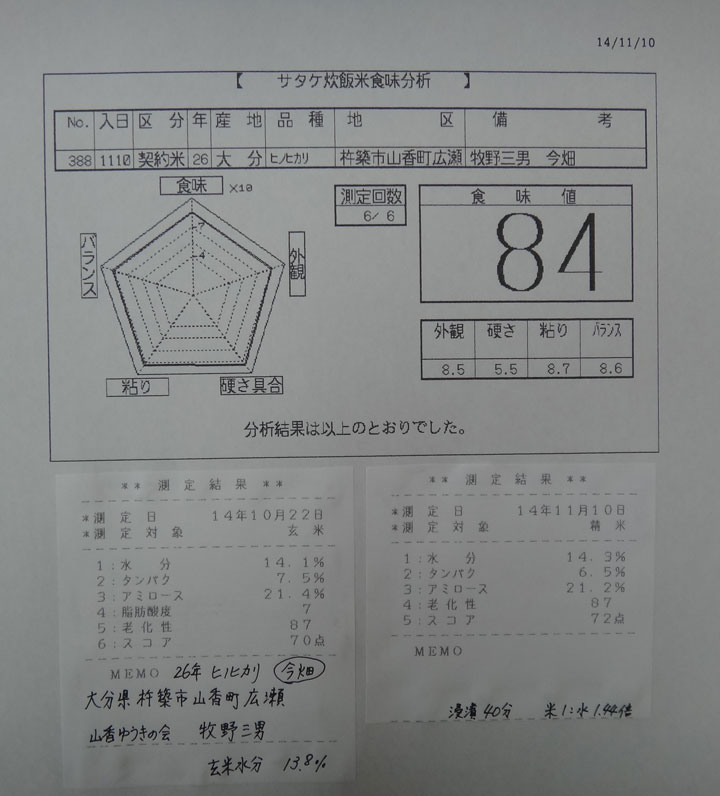 14/11/10
【 サタケ炊飯米食味分析 】
No. 入日 区分 年 産地 品種 地区 備考
388 1110 契約米 26 大分 ヒノヒカリ 杵築市山香町広瀬 牧野三男 今畑
食味 ×10
7
4
バランス
外観
粘り
硬さ具合
測定回数
6/ 6
食味値
84
外観 硬さ 粘り バランス
8.5 5.5 8.7 8.6
分析結果は以上のとおりでした。
** 測定結果 **
*測定日 14年10月22日
*測定対象 玄米
1:水分 14.1%
2:タンパク 7.5%
3:アミロース 21.4%
4:脂肪酸度 7
5:老化性 87
6:スコア 70点
MEMO 26年 ヒノヒカリ 今畑
大分県杵築市山香町広瀬
山香ゆうきの会 牧野三男
玄米水分 13.8%
** 測定結果 **
*測定日 14年11月10日
*測定対象 精米
1:水分 14.3%
2:タンパク 6.5%
3:アミロース 21.2%
4:老化性 87
5:スコア 72点
MEMO
浸漬40分 米1:水1.44倍